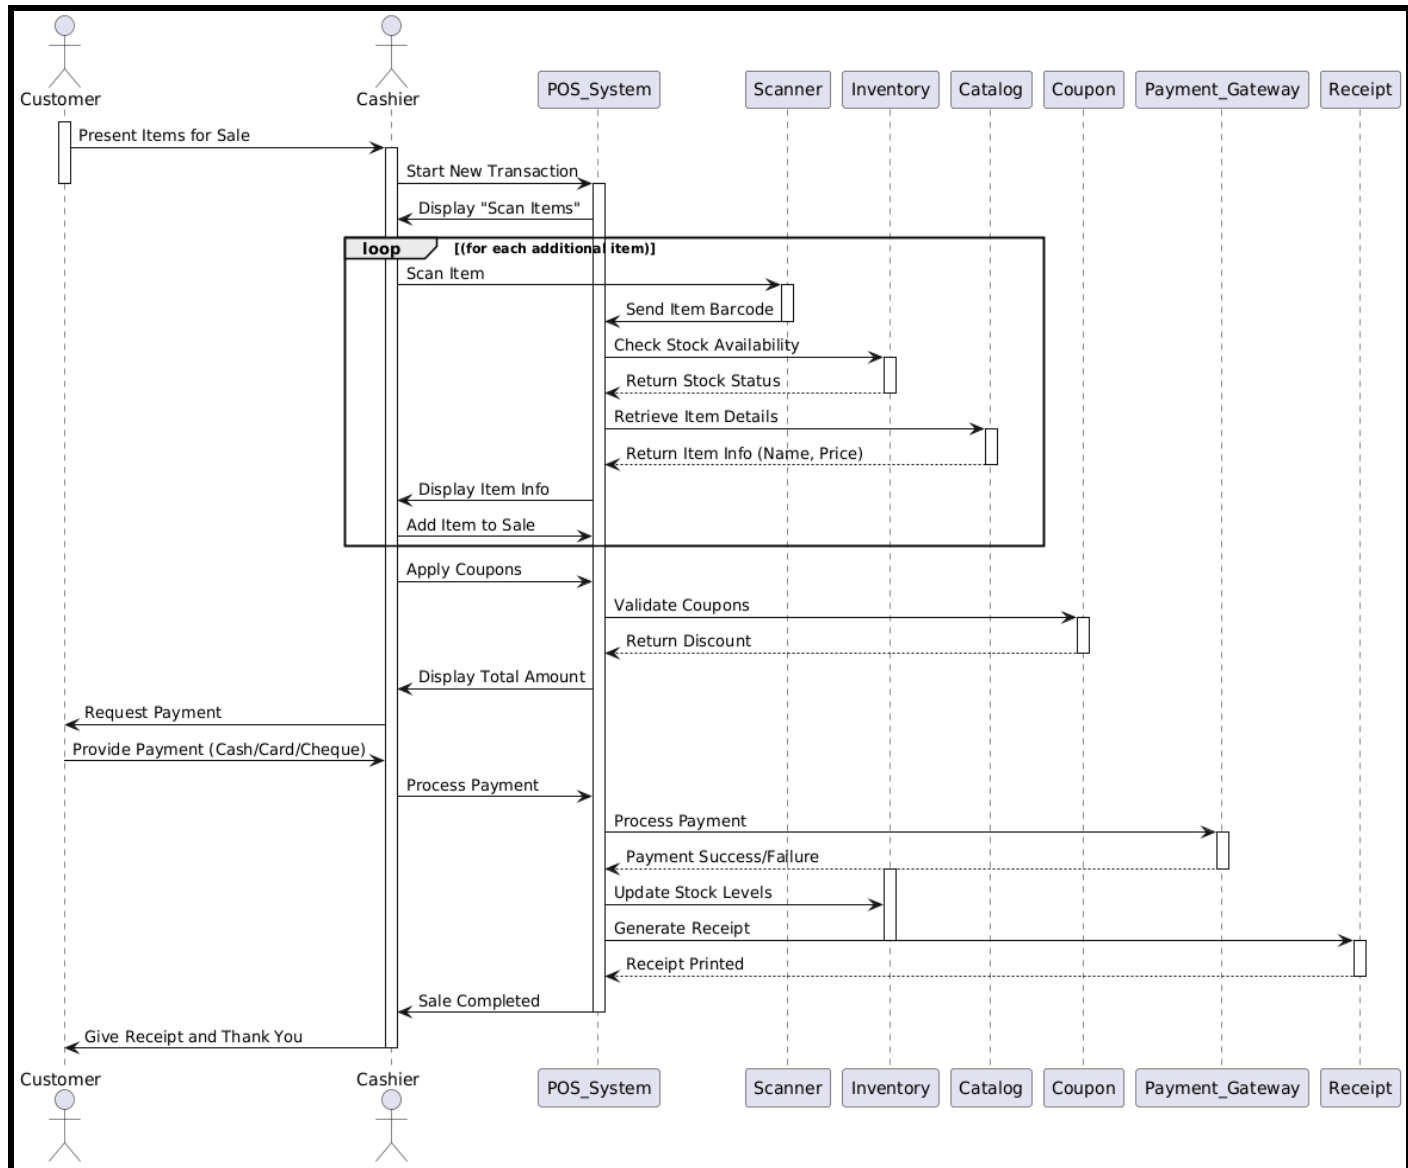 Customer
Cashier
POS_System
Scanner
Inventory
Catalog
Coupon
Payment_Gateway
Receipt
Present Items for Sale
Start New Transaction
Display "Scan Items"
loop [(for each additional item)]
Scan Item
Send Item Barcode
Check Stock Availability
Return Stock Status
Retrieve Item Details
Return Item Info (Name, Price)
Display Item Info
Add Item to Sale
Apply Coupons
Validate Coupons
Return Discount
Display Total Amount
Request Payment
Provide Payment (Cash/Card/Cheque)
Process Payment
Process Payment
Payment Success/Failure
Update Stock Levels
Generate Receipt
Receipt Printed
Sale Completed
Give Receipt and Thank You
Customer
Cashier
POS_System
Scanner
Inventory
Catalog
Coupon
Payment_Gateway
Receipt